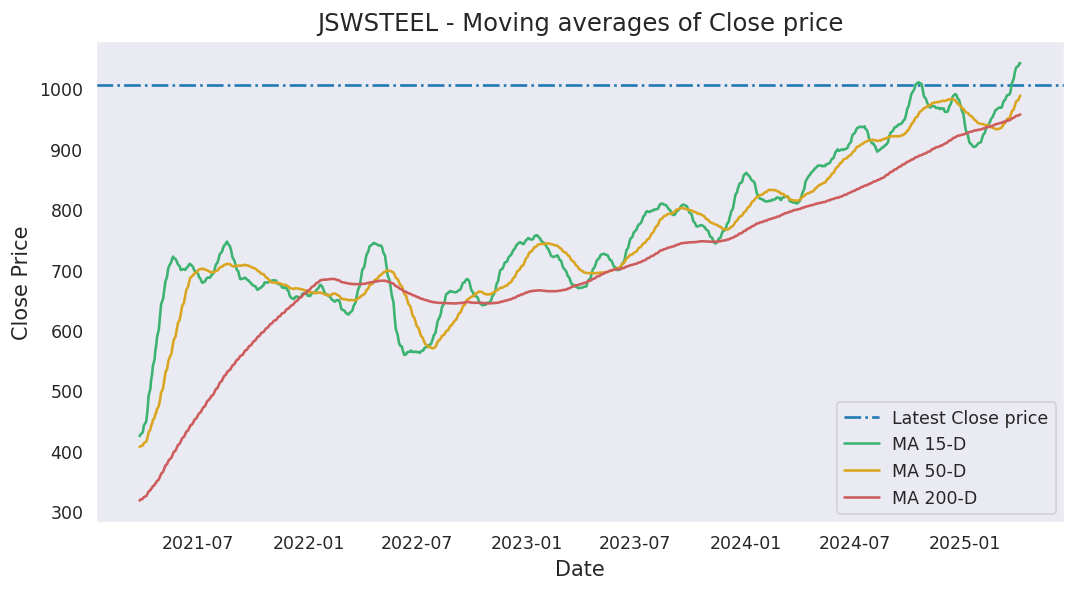 JSWSTEEL - Moving averages of Close price
Close Price
1000
900
800
700
600
500
400
300
Latest Close price
MA 15-D
MA 50-D
MA 200-D
2021-07 2022-01 2022-07 2023-01 2023-07 2024-01 2024-07 2025-01
Date